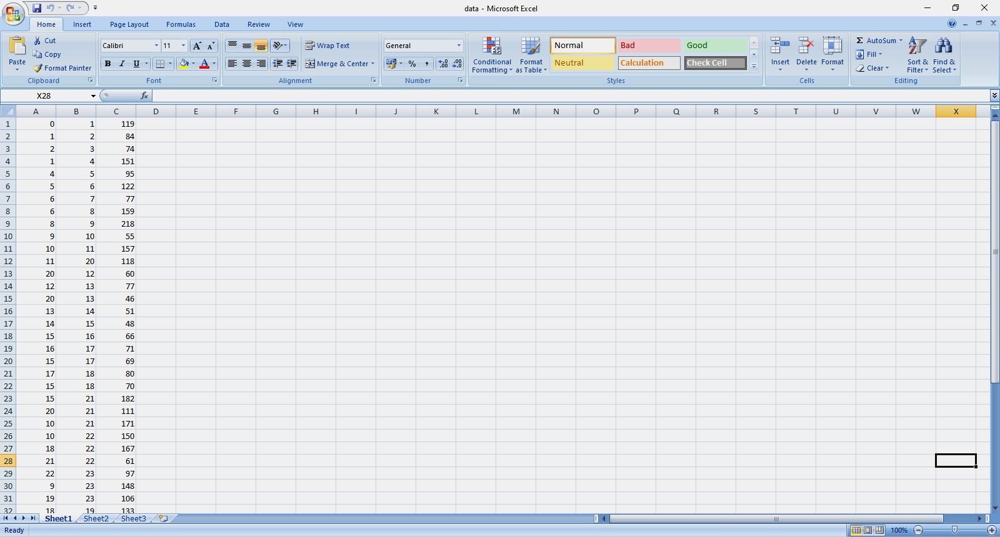 data - Microsoft Excel
Home Insert Page Layout Formulas Data Review View
Paste Cut Copy Format Painter Clipboard
Calibri 11 A A B I U A Font
Wrap Text Merge & Center Alignment
General % , .00 .0 Number
Conditional Formatting Format as Table Normal Bad Good Neutral Calculation Check Cell Styles
Insert Delete Format Cells
Σ AutoSum Fill Clear Sort & Filter Find & Select Editing
X28 fx
A B C D E F G H I J K L M N O P Q R S T U V W X
1 0 1 119
2 1 2 84
3 2 3 74
4 1 4 151
5 4 5 95
6 5 6 122
7 6 7 77
8 6 8 159
9 8 9 218
10 9 10 55
11 10 11 157
12 11 20 118
13 20 12 60
14 12 13 77
15 20 13 46
16 13 14 51
17 14 15 48
18 15 16 66
19 16 17 71
20 15 17 69
21 17 18 80
22 15 18 70
23 15 21 182
24 20 21 111
25 10 21 171
26 10 22 150
27 18 22 167
28 21 22 61
29 22 23 97
30 9 23 148
31 19 23 106
32 18 19 133
Sheet1 Sheet2 Sheet3
Ready 100%